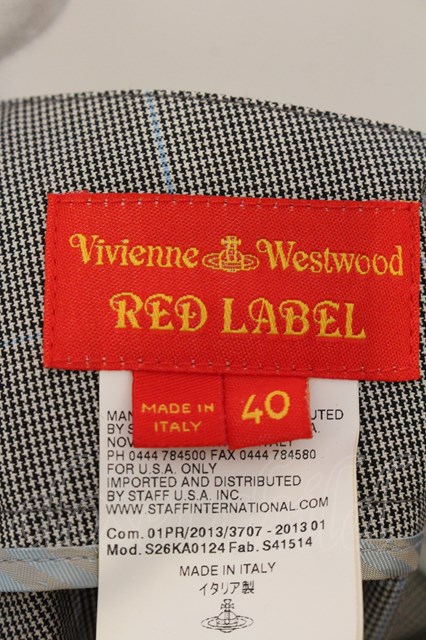 Vivienne Westwood
RED LABEL
MADE IN
ITALY
40
BUTED
BY S
NOV
PH 0444 784500 FAX 0444 784580
FOR U.S.A. ONLY
IMPORTED AND DISTRIBUTED
BY STAFF U.S.A. INC.
WWW.STAFFINTERNATIONAL.COM
Com. 01PR/2013/3707 - 2013 01
Mod. S26KA0124 Fab. S41514
MADE IN ITALY
イタリア製